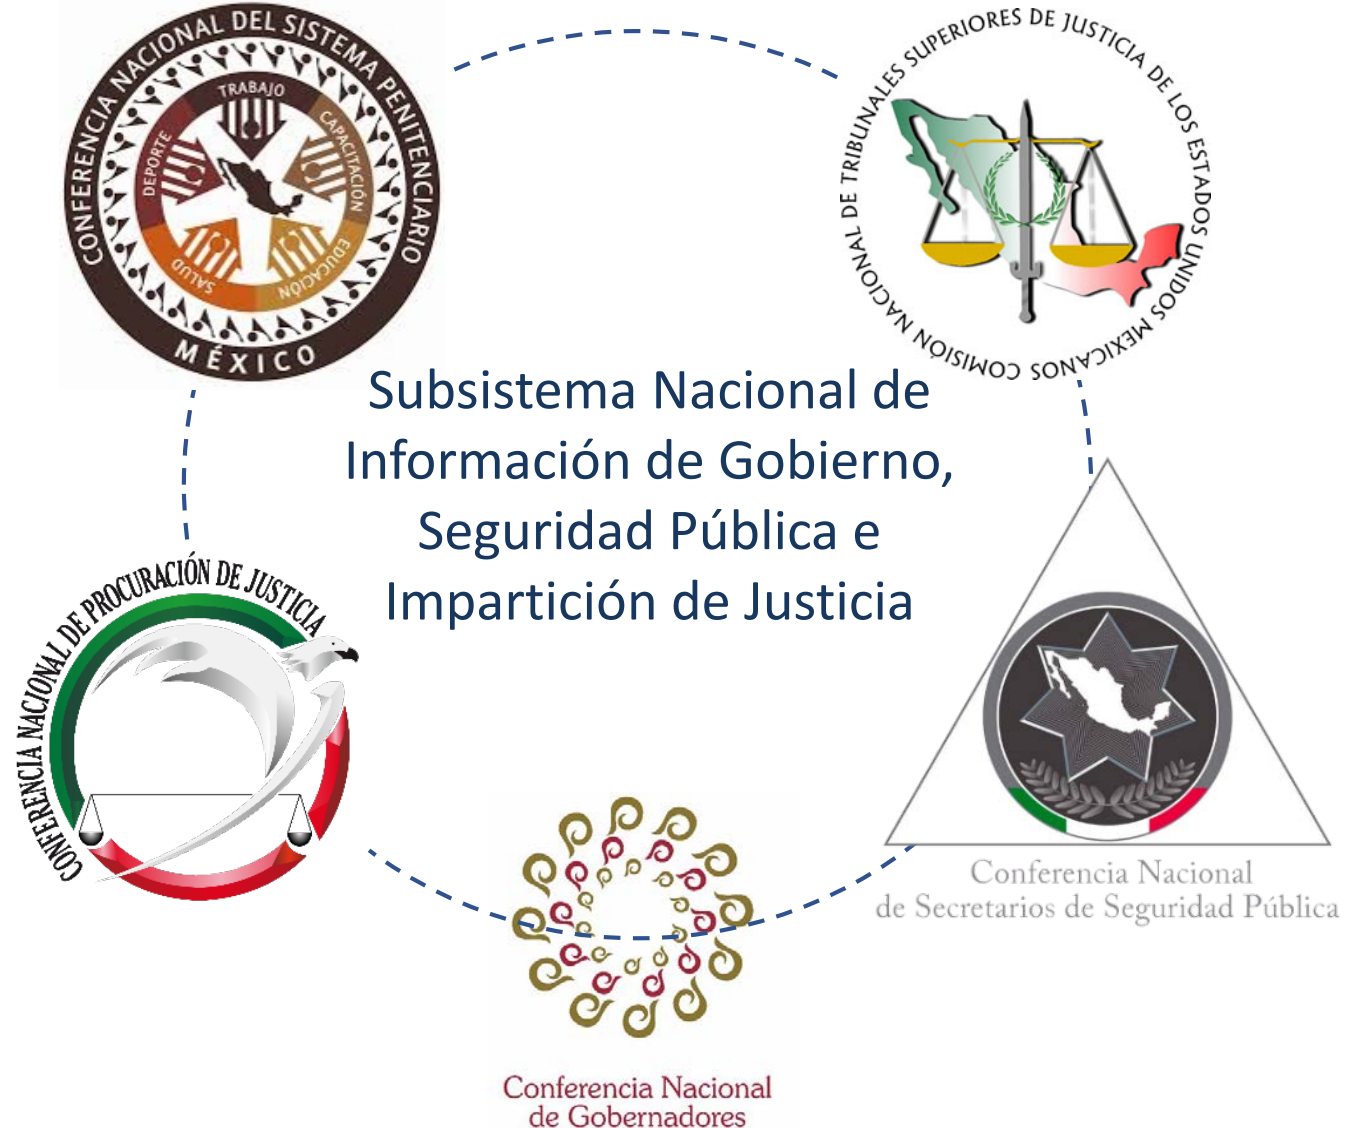 CONFERENCIA NACIONAL DEL SISTEMA PENITENCIARIO
MÉXICO
TRABAJO
CAPACITACIÓN
EDUCACIÓN
SALUD
DEPORTE
COMISIÓN NACIONAL DE TRIBUNALES SUPERIORES DE JUSTICIA DE LOS ESTADOS UNIDOS MEXICANOS
Subsistema Nacional de
Información de Gobierno,
Seguridad Pública e
Impartición de Justicia
CONFERENCIA NACIONAL DE PROCURACIÓN DE JUSTICIA
Conferencia Nacional
de Secretarios de Seguridad Pública
Conferencia Nacional
de Gobernadores